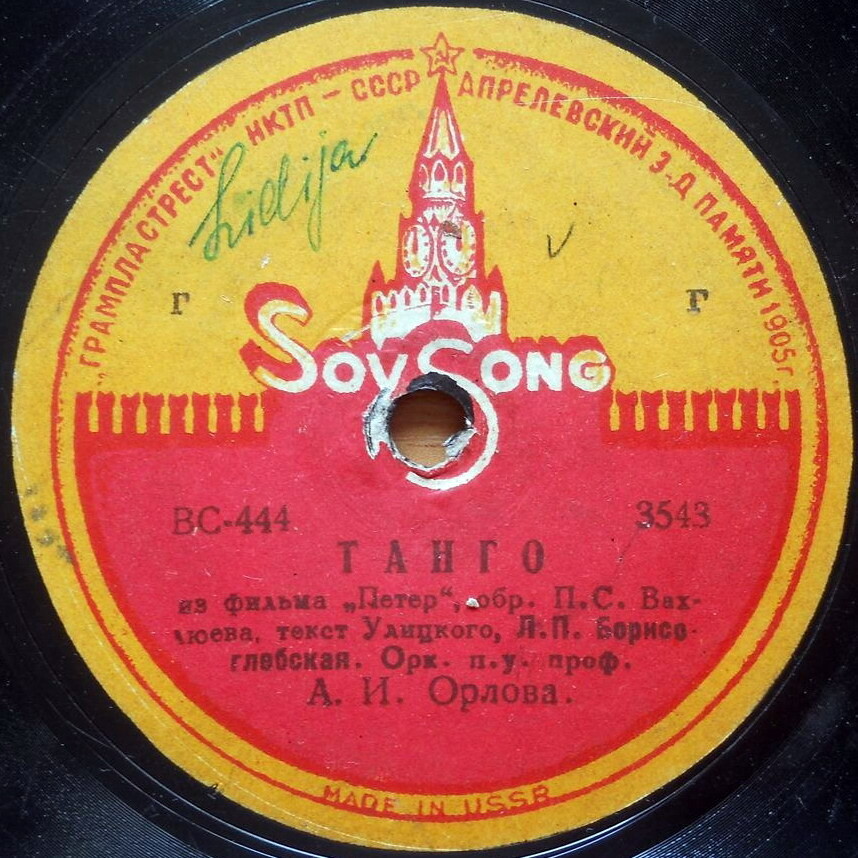 „ГРАМПЛАСТРЕСТ“ НКТП – СССР АПРЕЛЕВСКИЙ З-Д ПАМЯТИ 1905г.
Lidija
г г
SOVSONG
ВС-444 3543
ТАНГО
из фильма „Петер“, обр. П.С. Вах-
люева, текст Улицкого, Л.П. Борисо-
глебская. Орк. п.у. проф.
А. И. Орлова.
MADE IN USSR